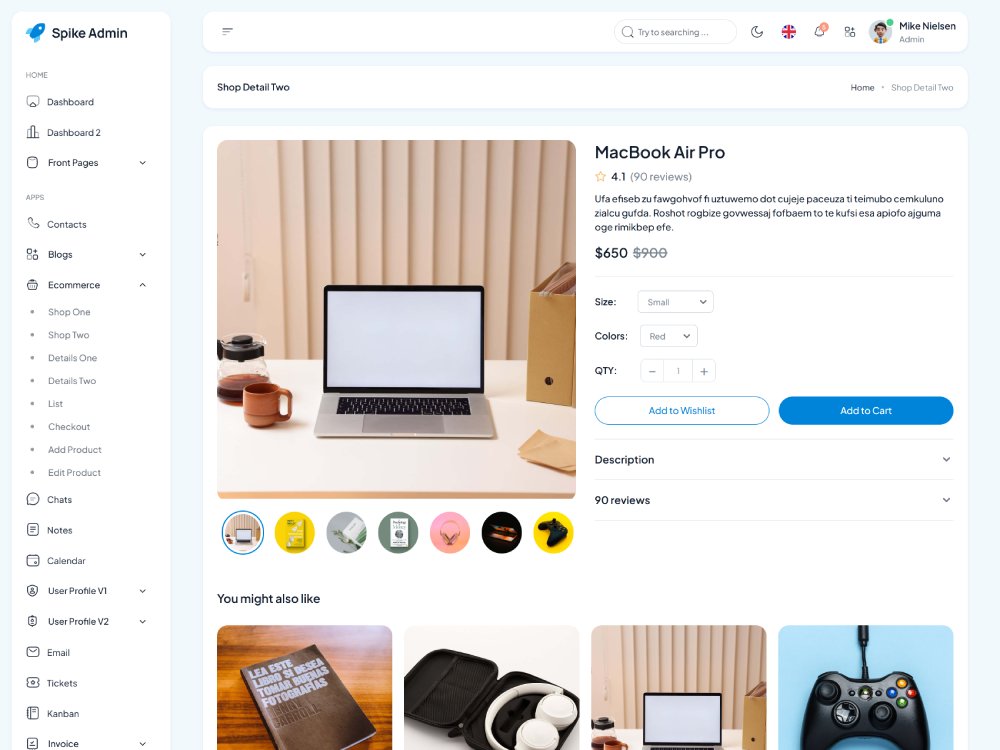 Spike Admin
HOME
Dashboard
Dashboard 2
Front Pages
APPS
Contacts
Blogs
Ecommerce
Shop One
Shop Two
Details One
Details Two
List
Checkout
Add Product
Edit Product
Chats
Notes
Calendar
User Profile V1
User Profile V2
Email
Tickets
Kanban
Invoice
Try to searching ...
Mike Nielsen
Admin
Shop Detail Two
Home • Shop Detail Two
MacBook Air Pro
4.1 (90 reviews)
Ufa efiseb zu fawgohvof fi uztuwemo dot cujeje paceuza ti teimubo cemkuluno
zialcu gufda. Roshot rogbize govwessaj fofbaem to te kufsi esa apiofo ajguma
oge rimikbep efe.
$650 $900
Size: Small
Colors: Red
QTY: − 1 +
Add to Wishlist Add to Cart
Description
90 reviews
You might also like
LEA ESTE
LIBRO SI DESEA
TOMAR BUENAS
FOTOGRAFÍAS
CARROLL